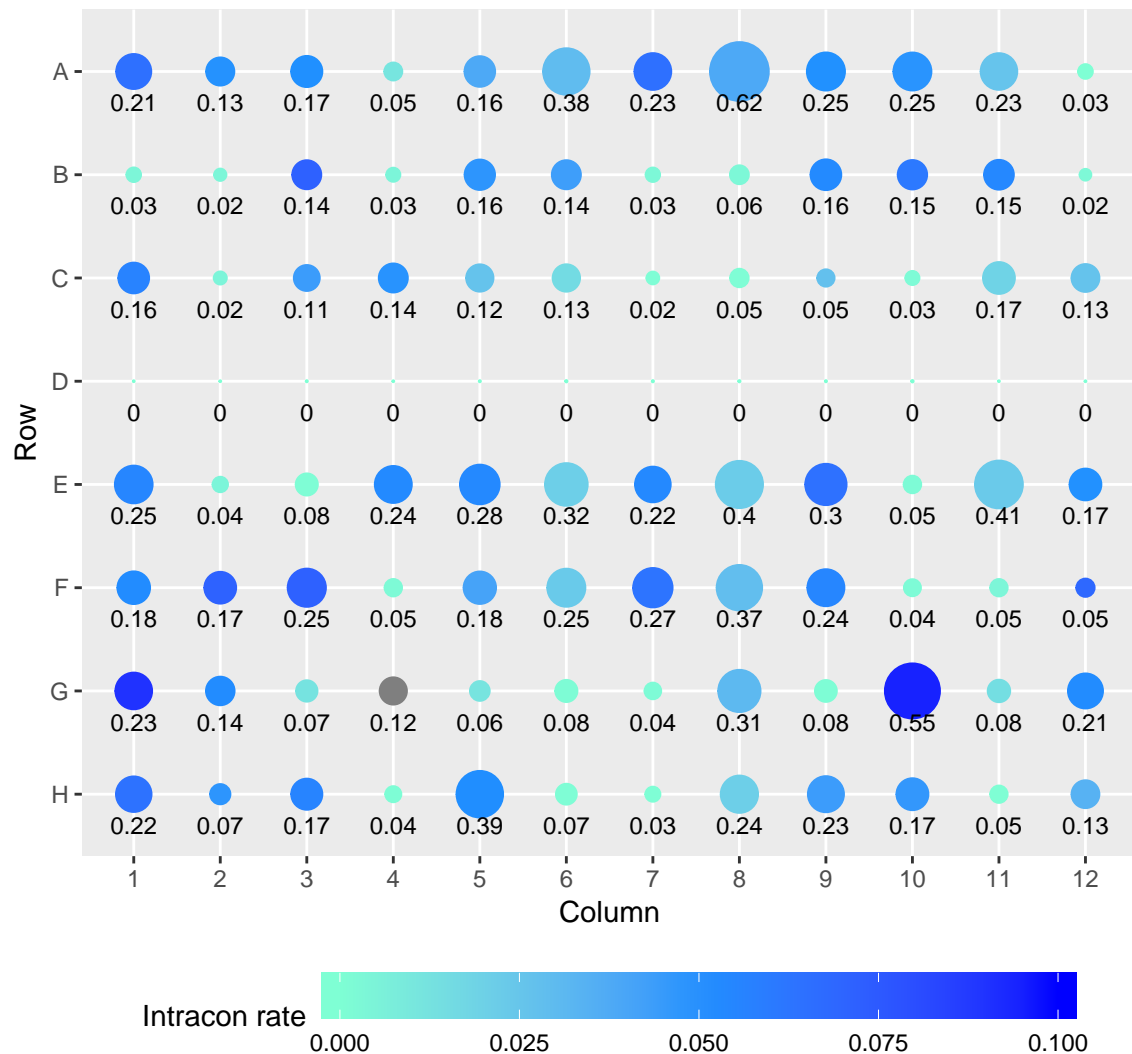 A
0.21 0.13 0.17 0.05 0.16 0.38 0.23 0.62 0.25 0.25 0.23 0.03
B
0.03 0.02 0.14 0.03 0.16 0.14 0.03 0.06 0.16 0.15 0.15 0.02
C
0.16 0.02 0.11 0.14 0.12 0.13 0.02 0.05 0.05 0.03 0.17 0.13
D
0 0 0 0 0 0 0 0 0 0 0 0
Row
E
0.25 0.04 0.08 0.24 0.28 0.32 0.22 0.4 0.3 0.05 0.41 0.17
F
0.18 0.17 0.25 0.05 0.18 0.25 0.27 0.37 0.24 0.04 0.05 0.05
G
0.23 0.14 0.07 0.12 0.06 0.08 0.04 0.31 0.08 0.55 0.08 0.21
H
0.22 0.07 0.17 0.04 0.39 0.07 0.03 0.24 0.23 0.17 0.05 0.13
1 2 3 4 5 6 7 8 9 10 11 12
Column
Intracon rate
0.000 0.025 0.050 0.075 0.100